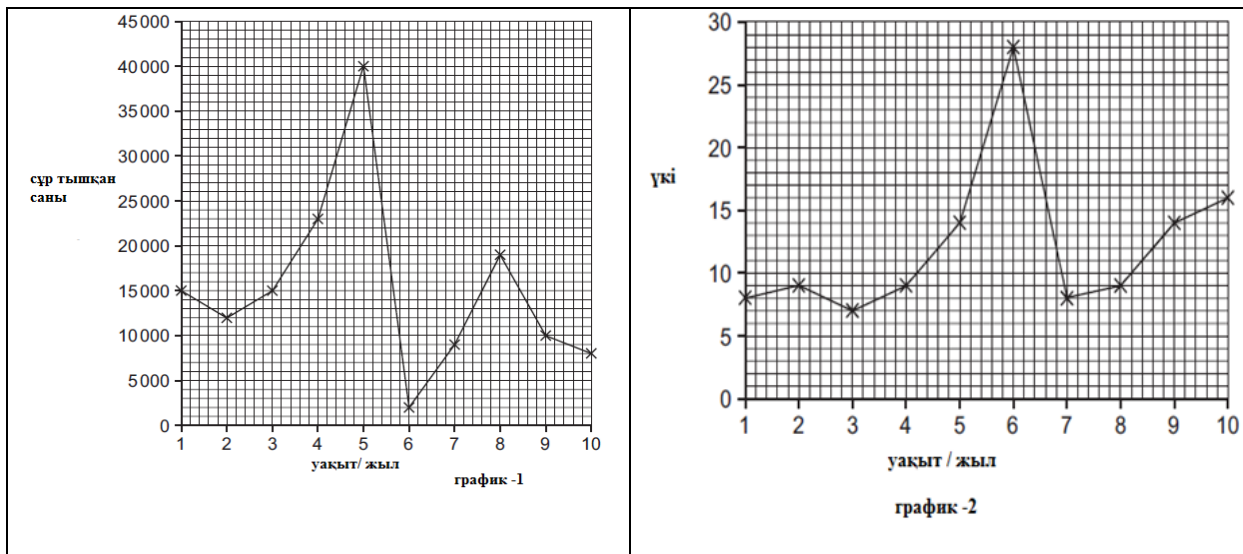 45000
40000
35000
30000
25000
20000
15000
10000
5000
0
сұр тышқан
саны
1 2 3 4 5 6 7 8 9 10
уақыт/ жыл
график -1
30
25
20
15
10
5
0
үкі
1 2 3 4 5 6 7 8 9 10
уақыт / жыл
график -2